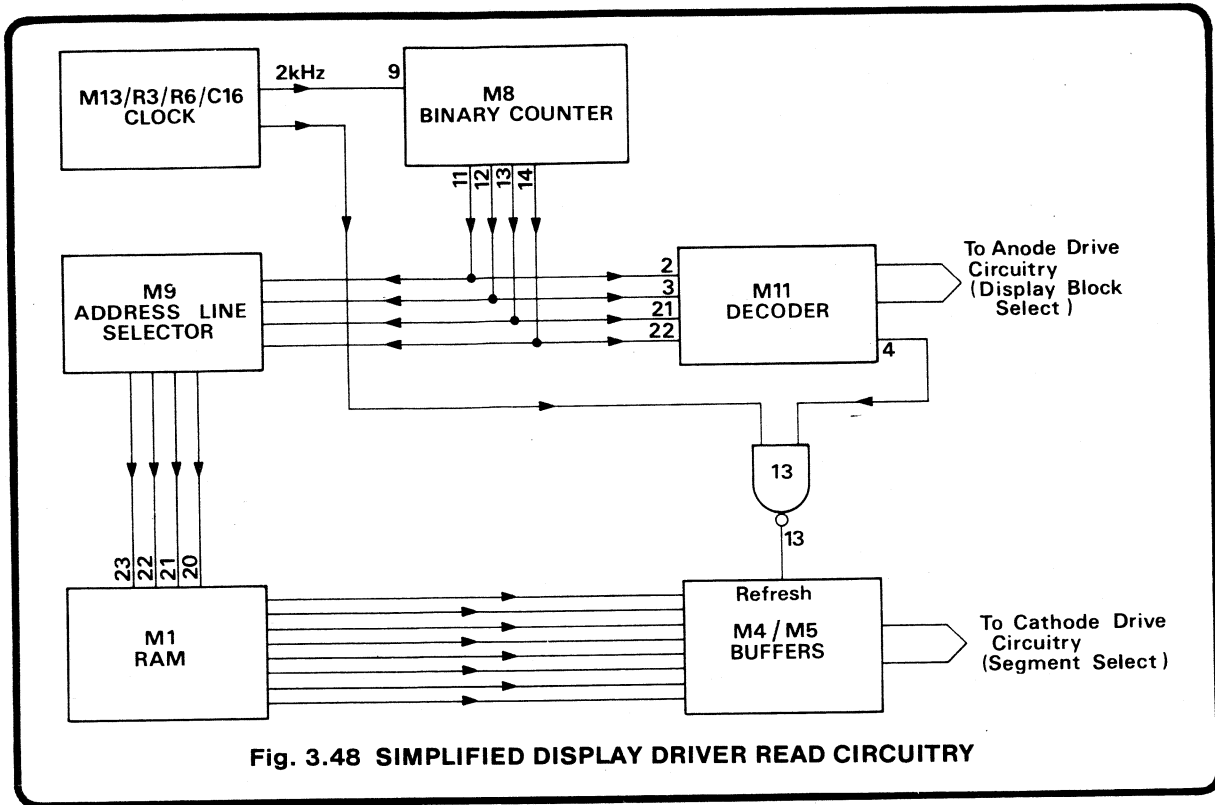 M13/R3/R6/C16
CLOCK
2kHz
9
M8
BINARY COUNTER
11
12
13
14
M9
ADDRESS LINE
SELECTOR
2
3
21
22
M11
DECODER
4
To Anode Drive
Circuitry
(Display Block
Select)
13
13
23
22
21
20
M1
RAM
Refresh
M4/M5
BUFFERS
To Cathode Drive
Circuitry
(Segment Select)
Fig. 3.48 SIMPLIFIED DISPLAY DRIVER READ CIRCUITRY